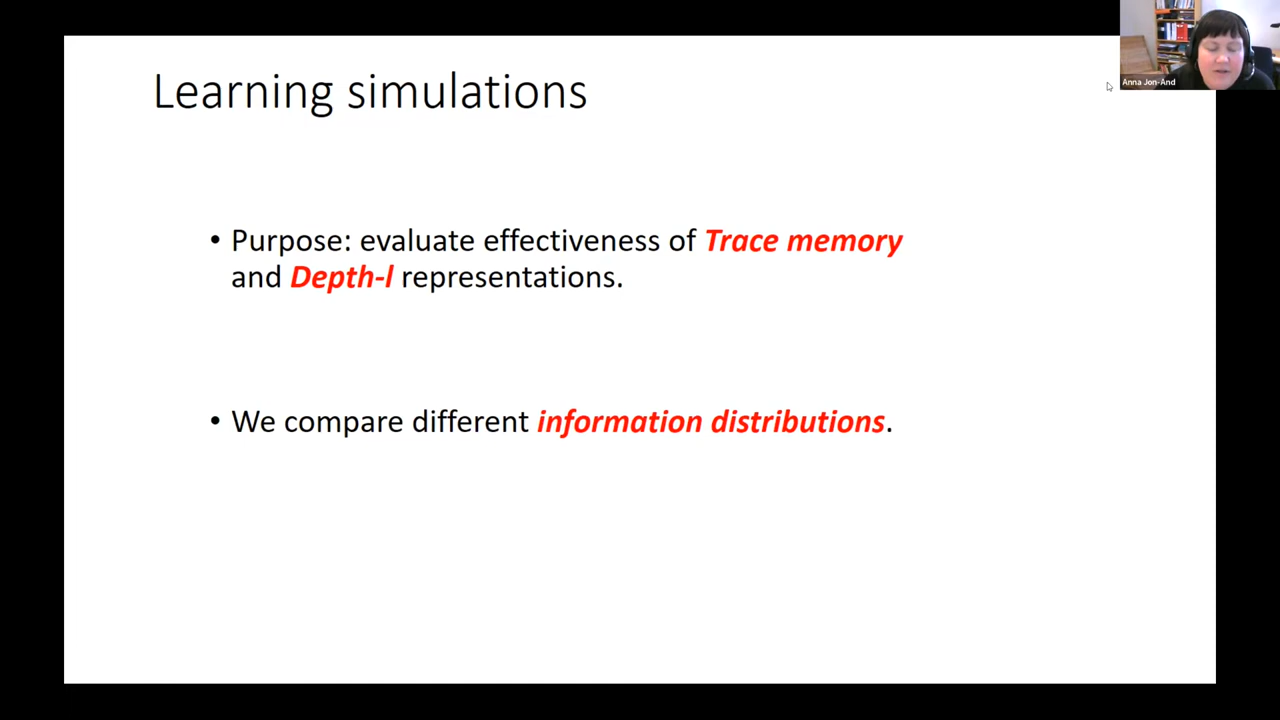 Learning simulations
Anna Jon-And
• Purpose: evaluate effectiveness of Trace memory
and Depth-l representations.
• We compare different information distributions.